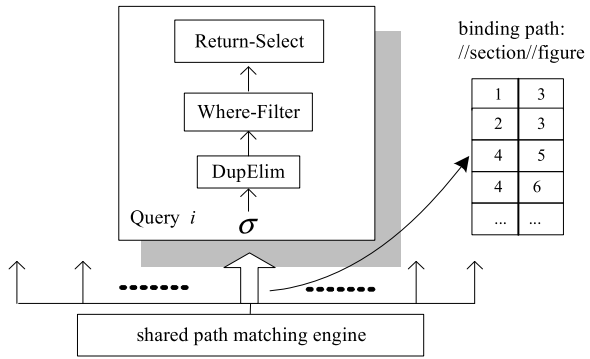 Return-Select
Where-Filter
DupElim
Query i
σ
binding path:
//section//figure
1 3
2 3
4 5
4 6
... ...
shared path matching engine